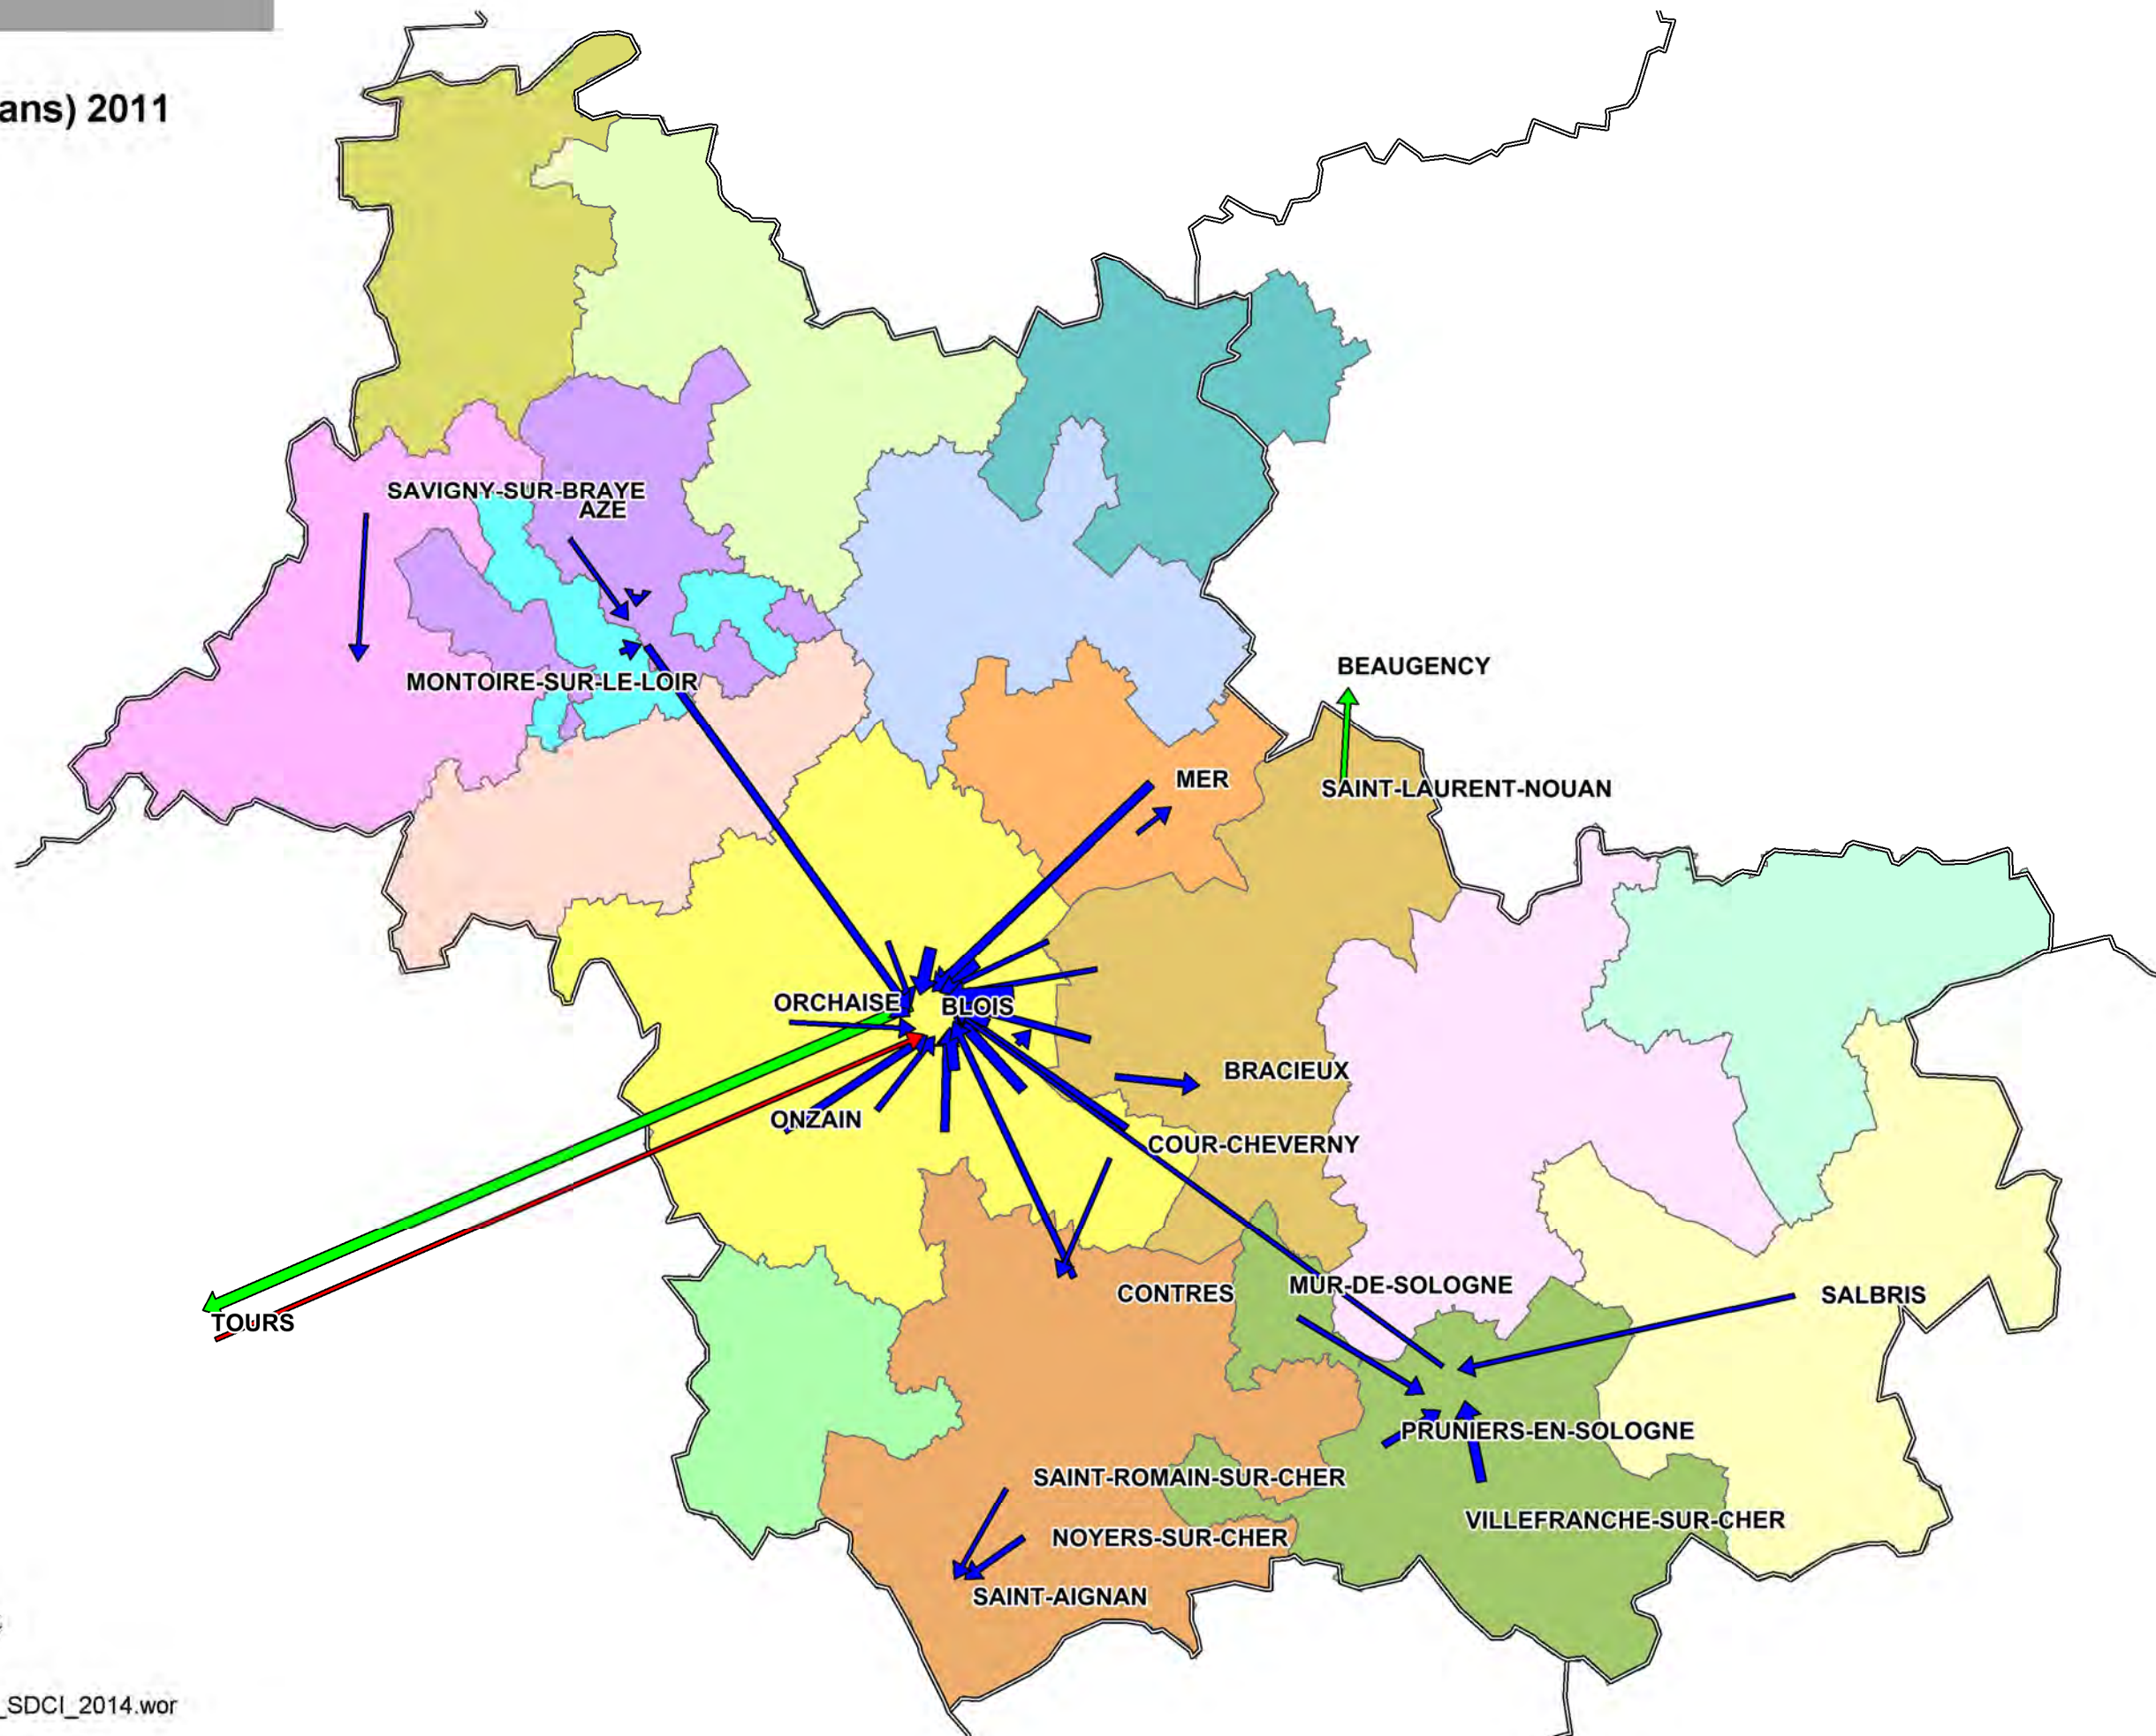 ans) 2011
SAVIGNY-SUR-BRAYE
AZE
BEAUGENCY
MONTOIRE-SUR-LE-LOIR
MER
SAINT-LAURENT-NOUAN
ORCHAISE
BLOIS
BRACIEUX
ONZAIN
COUR-CHEVERNY
MUR-DE-SOLOGNE
CONTRES
SALBRIS
TOURS
PRUNIERS-EN-SOLOGNE
SAINT-ROMAIN-SUR-CHER
VILLEFRANCHE-SUR-CHER
NOYERS-SUR-CHER
SAINT-AIGNAN
_SDCI_2014.wor